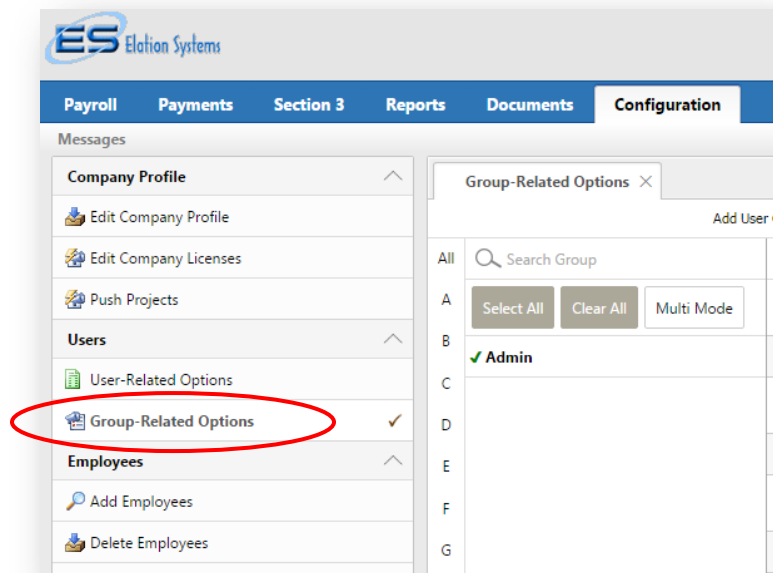 ES Elation Systems
Payroll Payments Section 3 Reports Documents Configuration
Messages
Company Profile
Edit Company Profile
Edit Company Licenses
Push Projects
Users
User-Related Options
Group-Related Options
Employees
Add Employees
Delete Employees
Group-Related Options
Add User
All
A
B
C
D
E
F
G
Search Group
Select All Clear All Multi Mode
Admin